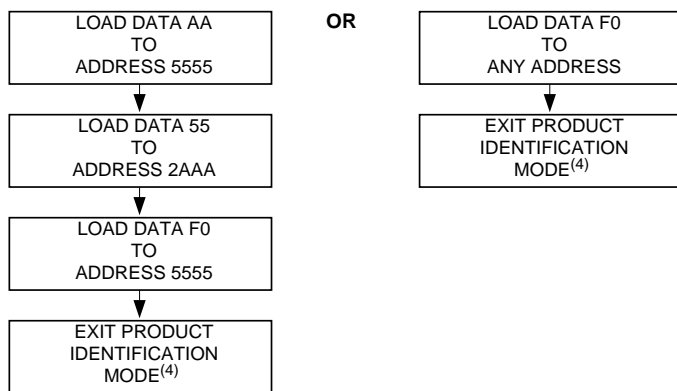 LOAD DATA AA
TO
ADDRESS 5555
LOAD DATA 55
TO
ADDRESS 2AAA
LOAD DATA F0
TO
ADDRESS 5555
EXIT PRODUCT
IDENTIFICATION
MODE(4)
OR
LOAD DATA F0
TO
ANY ADDRESS
EXIT PRODUCT
IDENTIFICATION
MODE(4)